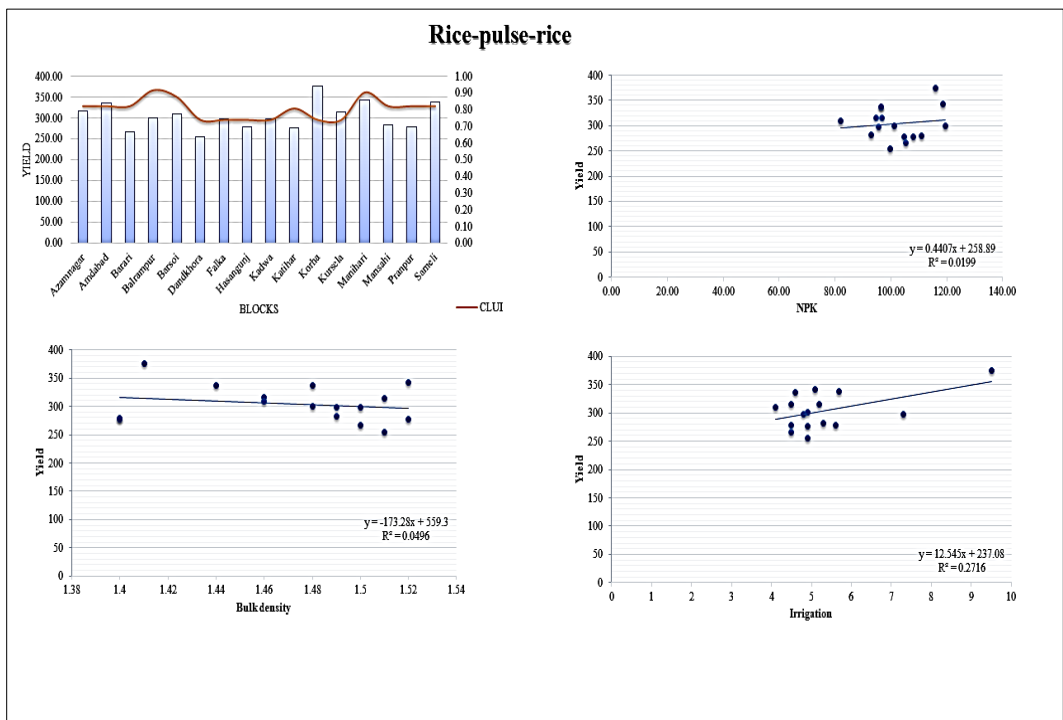 Rice-pulse-rice
400.00
350.00
300.00
250.00
200.00
150.00
100.00
50.00
0.00
YIELD
1.00
0.90
0.80
0.70
0.60
0.50
0.40
0.30
0.20
0.10
0.00
Azamnagar
Amdabad
Barari
Balrampur
Barsoi
Dandkhora
Falka
Hasangunj
Kadwa
Katihar
Korha
Kursela
Manihari
Mansahi
Pranpur
Sameli
BLOCKS
CLUI
400
350
300
250
200
150
100
50
0
Yield
y = 0.4407x + 258.89
R² = 0.0199
0.00 20.00 40.00 60.00 80.00 100.00 120.00 140.00
NPK
400
350
300
250
200
150
100
50
0
Yield
y = -173.28x + 559.3
R² = 0.0496
1.38 1.4 1.42 1.44 1.46 1.48 1.5 1.52 1.54
Bulk density
400
350
300
250
200
150
100
50
0
Yield
y = 12.545x + 237.08
R² = 0.2716
0 1 2 3 4 5 6 7 8 9 10
Irrigation